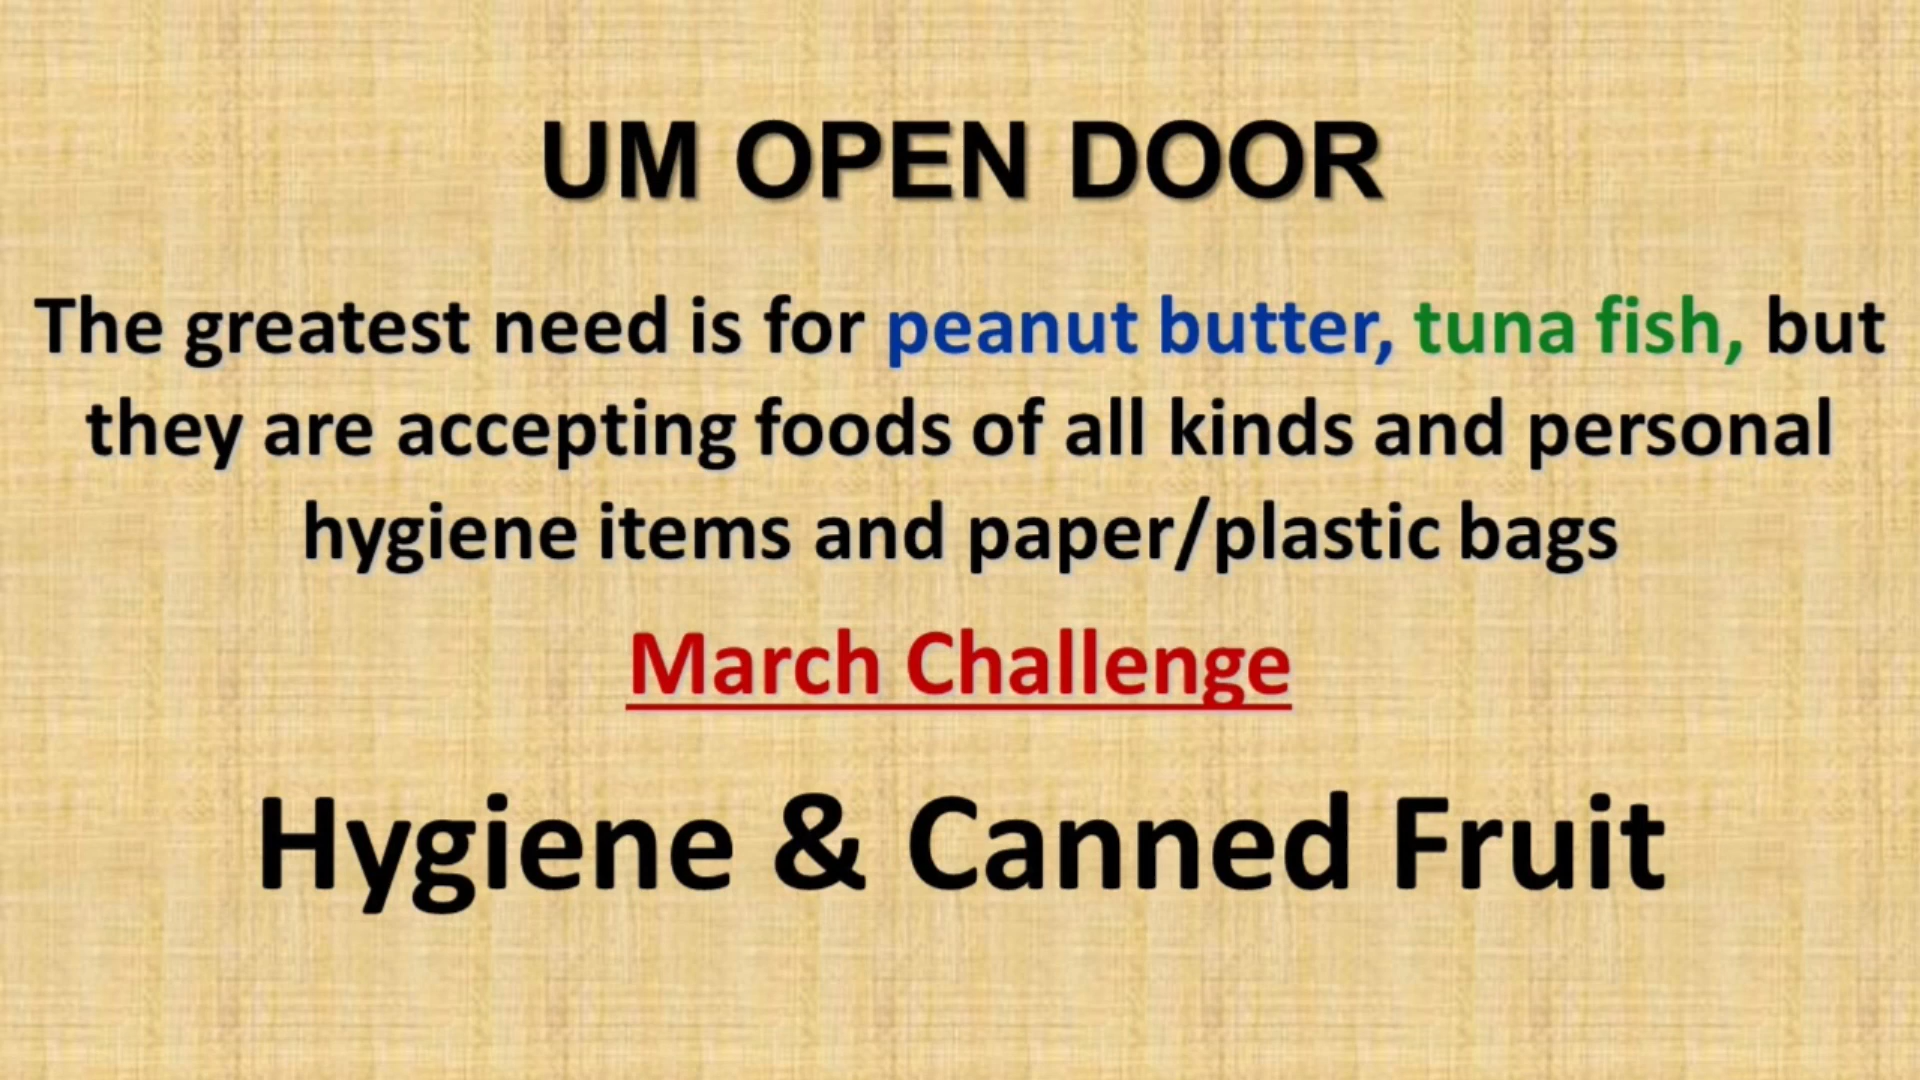 UM OPEN DOOR
The greatest need is for peanut butter, tuna fish, but
they are accepting foods of all kinds and personal
hygiene items and paper/plastic bags
March Challenge
Hygiene & Canned Fruit